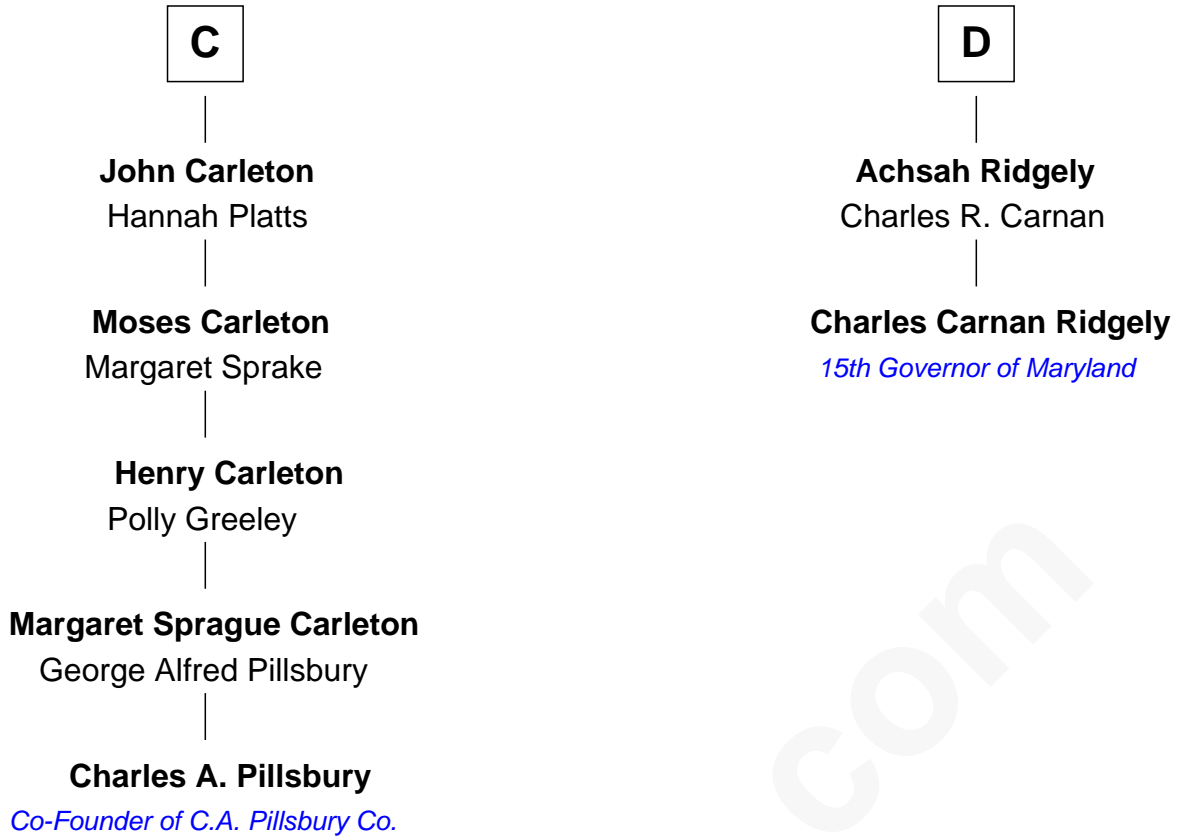 C
John Carleton
Hannah Platts
Moses Carleton
Margaret Sprake
Henry Carleton
Polly Greeley
Margaret Sprague Carleton
George Alfred Pillsbury
Charles A. Pillsbury
Co-Founder of C.A. Pillsbury Co.
D
Achsah Ridgely
Charles R. Carnan
Charles Carnan Ridgely
15th Governor of Maryland
com